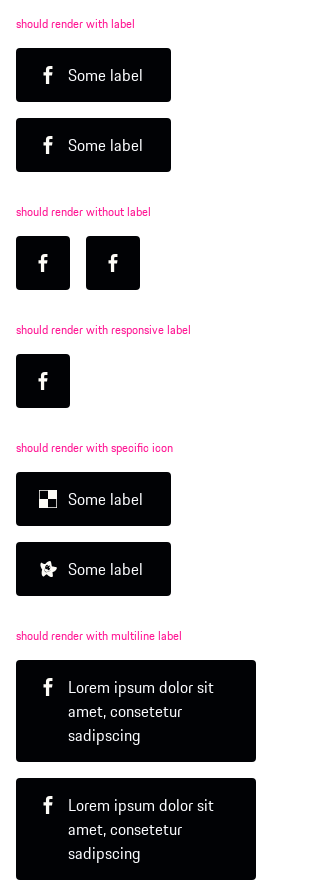 should render with label
Some label
Some label
should render without label
should render with responsive label
should render with specific icon
Some label
Some label
should render with multiline label
Lorem ipsum dolor sit
amet, consetetur
sadipscing
Lorem ipsum dolor sit
amet, consetetur
sadipscing